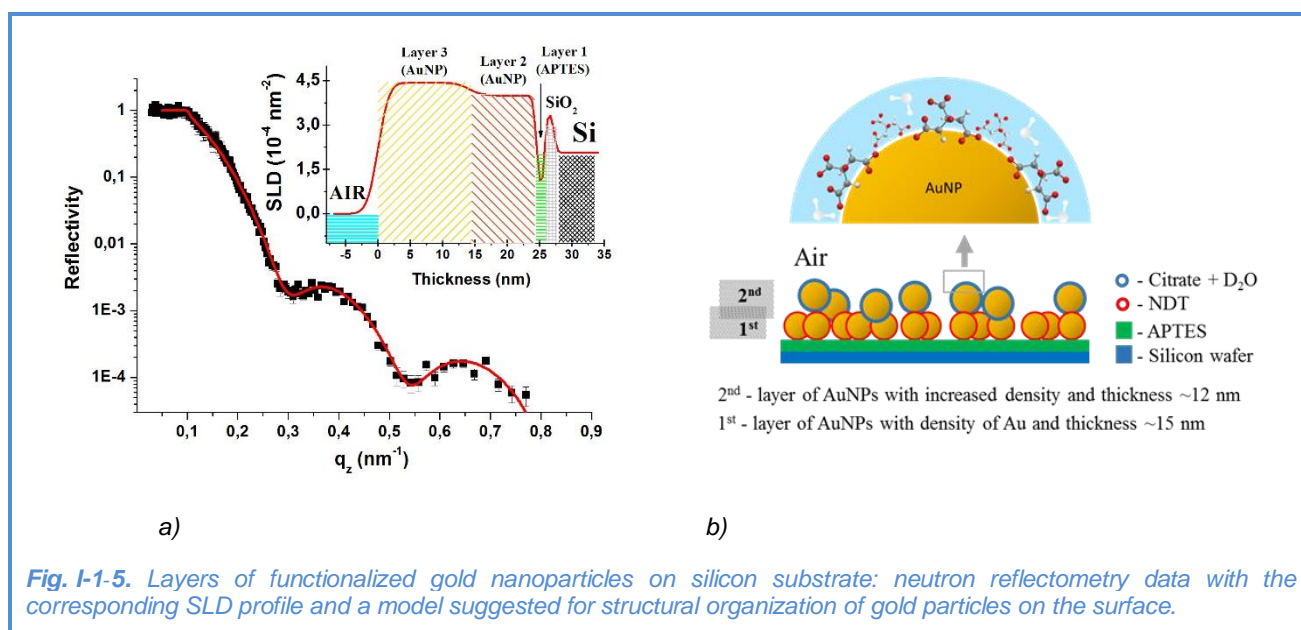 Layer 3
(AuNP)
Layer 2
(AuNP)
Layer 1
(APTES)
SiO2
Si
AIR
SLD (10-4 nm-2)
4,5
3,0
1,5
0,0
-5 0 5 10 15 20 25 30 35
Thickness (nm)
Reflectivity
1
0,1
0,01
1E-3
1E-4
0,1 0,2 0,3 0,4 0,5 0,6 0,7 0,8 0,9
qz (nm-1)
a)
AuNP
Air
2nd
1st
- Citrate + D2O
- NDT
- APTES
- Silicon wafer
2nd - layer of AuNPs with increased density and thickness ~12 nm
1st - layer of AuNPs with density of Au and thickness ~15 nm
b)
Fig. I-1-5. Layers of functionalized gold nanoparticles on silicon substrate: neutron reflectometry data with the
corresponding SLD profile and a model suggested for structural organization of gold particles on the surface.